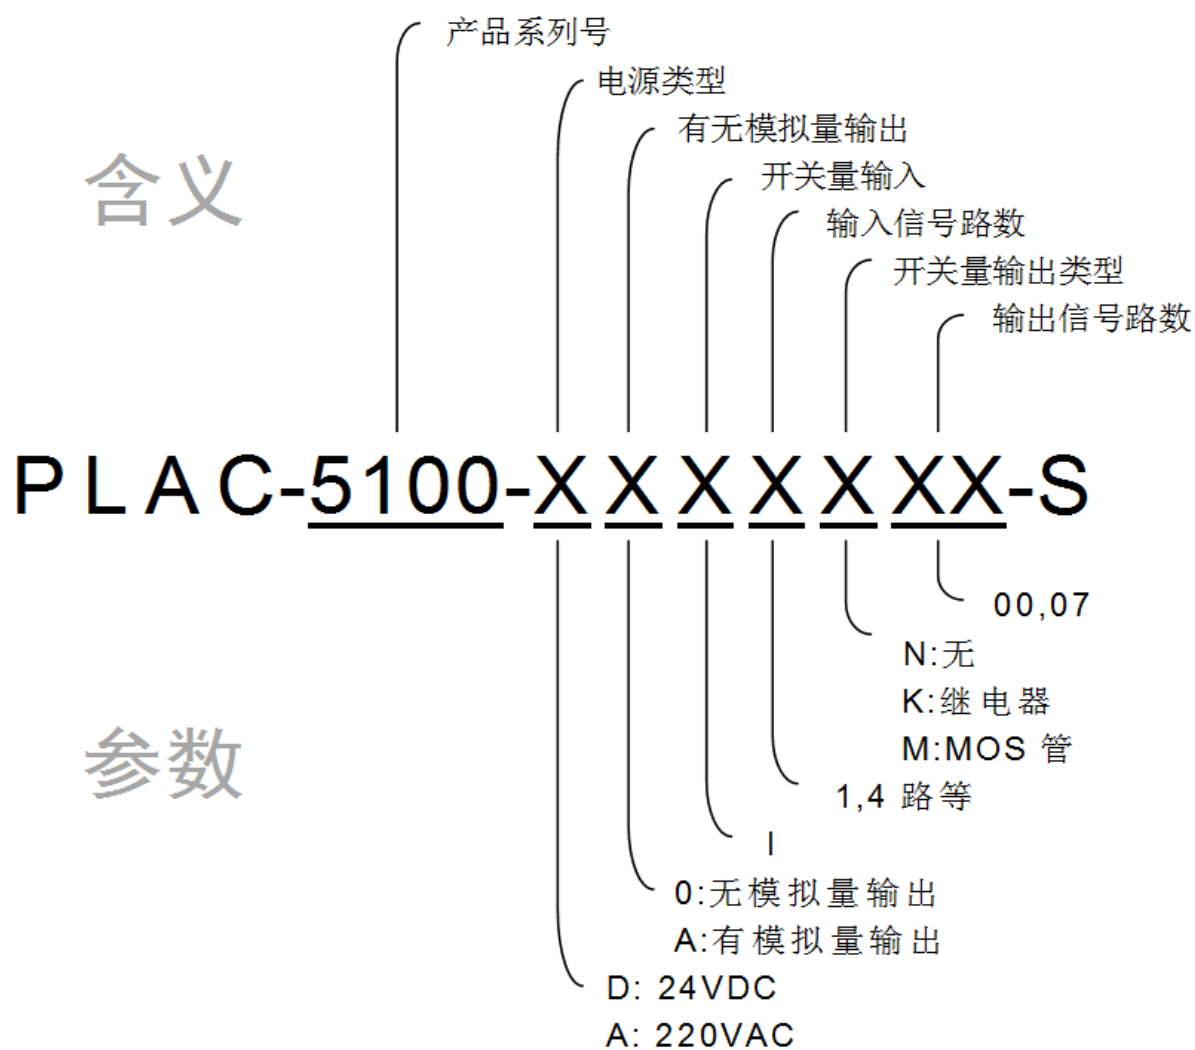 产品系列号
电源类型
有无模拟量输出
含义
开关量输入
输入信号路数
开关量输出类型
输出信号路数
PLAC-5100-XXXXXXX-S
00,07
N:无
K:继电器
M:MOS 管
参数
1,4 路等
I
0:无模拟量输出
A:有模拟量输出
D: 24VDC
A: 220VAC